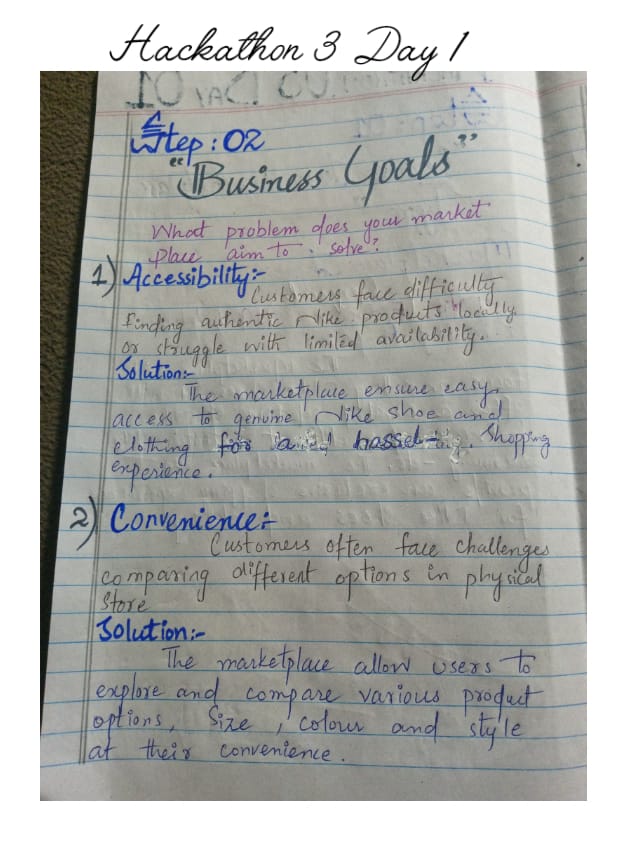 Hackathon 3 Day 1
Step : 02
"Business Goals"
What problem does your market
place aim to solve?
1) Accessibility:-
Customers face difficulty
finding authentic Nike products locally
or struggle with limited availability.
Solution:-
The marketplace ensure easy
access to genuine Nike shoe and
clothing for a hassel- Shopping
experience.
2) Convenience:-
Customers often face challenges
comparing different options in physical
store
Solution:-
The marketplace allow users to
explore and compare various product
options, Size , colour and style
at their convenience.